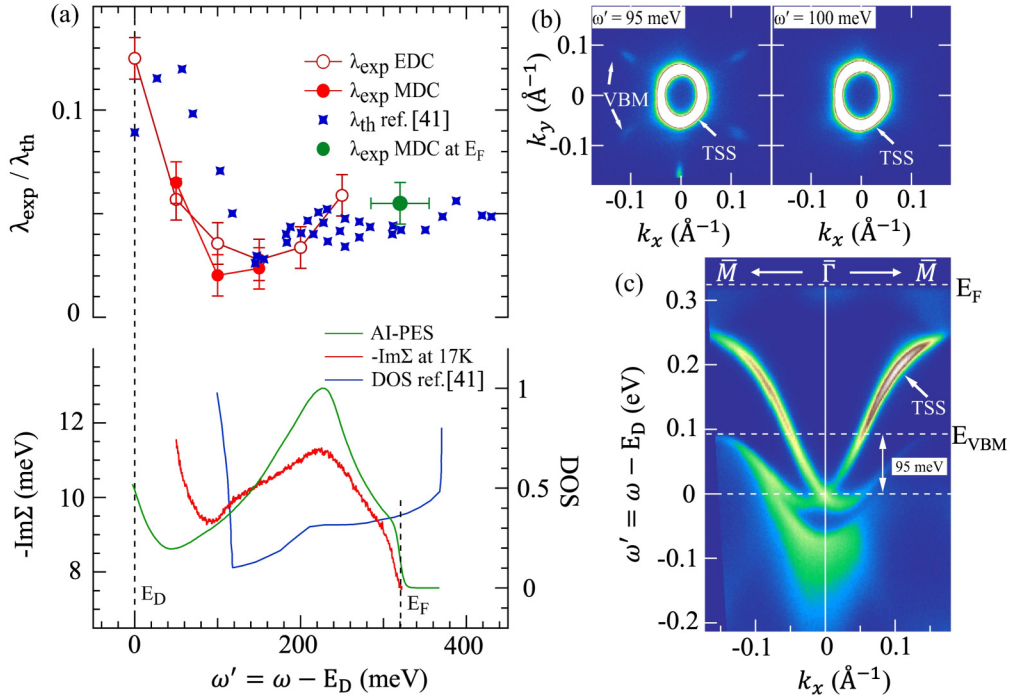 (a)
λexp / λth
0.1
0
λexp EDC
λexp MDC
λth ref.[41]
λexp MDC at EF
AI-PES
-ImΣ at 17K
DOS ref.[41]
-ImΣ (meV)
12
10
8
1
0.5
0
DOS
ED
EF
0
100
200
300
400
ω′ = ω − ED (meV)
(b)
ω′ = 95 meV
ω′ = 100 meV
ky (Å⁻¹)
0.1
0
-0.1
VBM
TSS
TSS
-0.1 0 0.1
-0.1 0 0.1
kx (Å⁻¹)
kx (Å⁻¹)
(c)
M̅ ← Γ̅ → M̅
EF
ω′ = ω − ED (eV)
0.3
0.2
0.1
0
-0.1
-0.2
TSS
EVBM
95 meV
-0.1 0 0.1
kx (Å⁻¹)